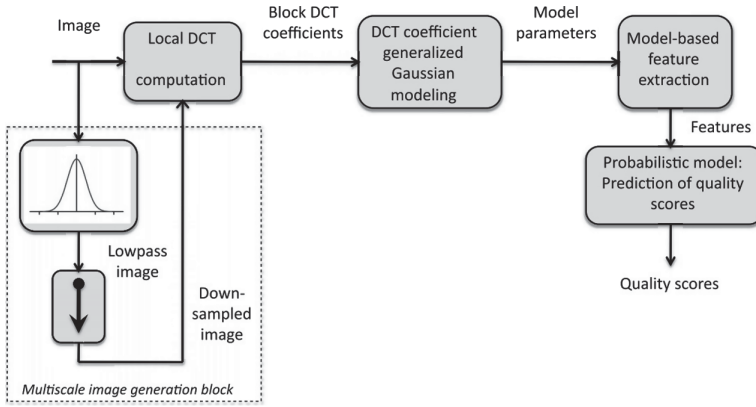 Image
Local DCT
computation
Block DCT
coefficients
DCT coefficient
generalized
Gaussian
modeling
Model
parameters
Model-based
feature
extraction
Features
Probabilistic model:
Prediction of quality
scores
Quality scores
Lowpass
image
Down-
sampled
image
Multiscale image generation block